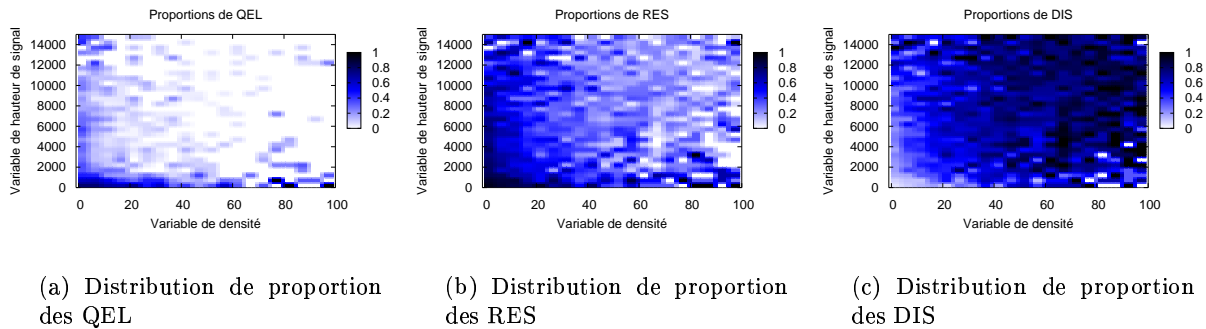 Proportions de QEL
Variable de hauteur de signal
14000
12000
10000
8000
6000
4000
2000
0
0 20 40 60 80 100
Variable de densité
1
0.8
0.6
0.4
0.2
0
Proportions de RES
Variable de hauteur de signal
14000
12000
10000
8000
6000
4000
2000
0
0 20 40 60 80 100
Variable de densité
1
0.8
0.6
0.4
0.2
0
Proportions de DIS
Variable de hauteur de signal
14000
12000
10000
8000
6000
4000
2000
0
0 20 40 60 80 100
Variable de densité
1
0.8
0.6
0.4
0.2
0
(a) Distribution de proportion
des QEL
(b) Distribution de proportion
des RES
(c) Distribution de proportion
des DIS